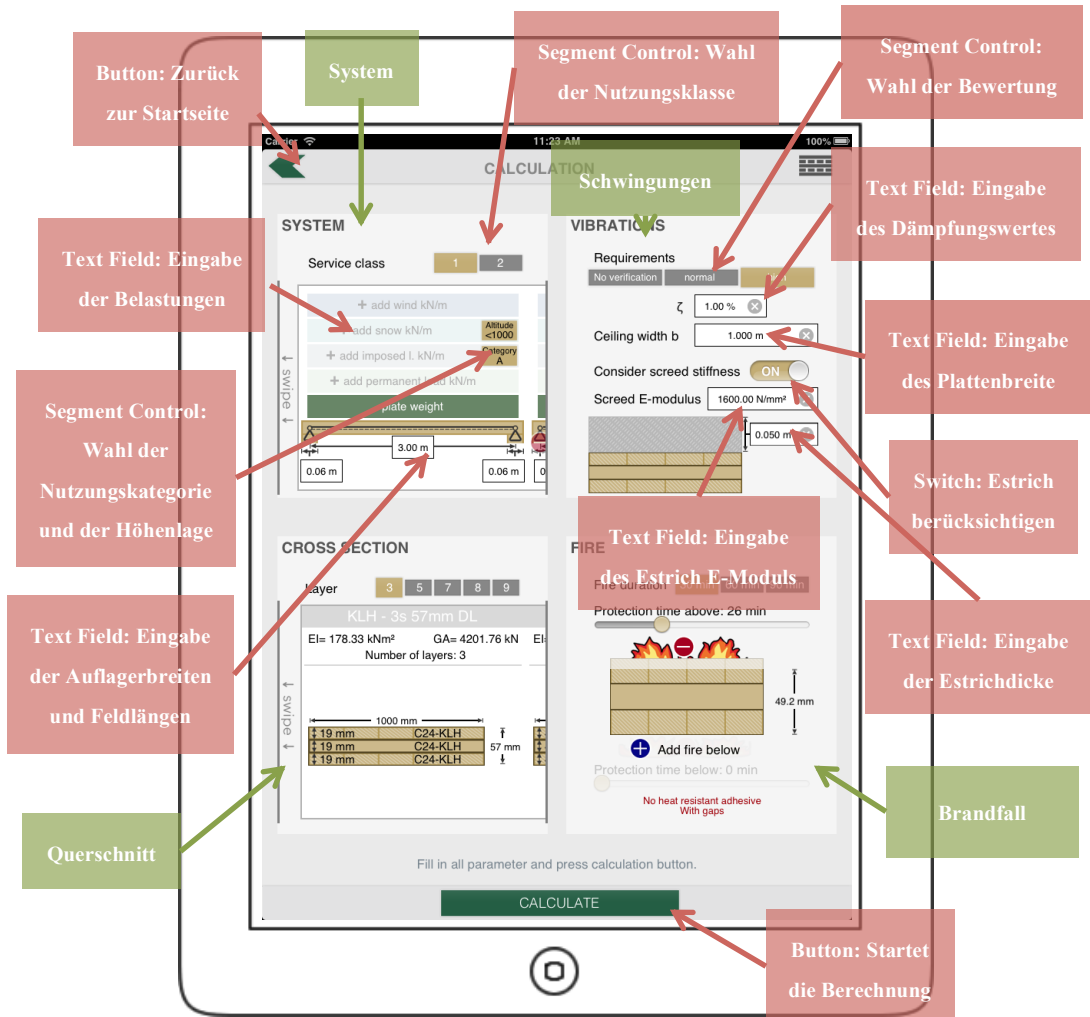 Button: Zurück
zur Startseite
System
Segment Control: Wahl
der Nutzungsklasse
Segment Control:
Wahl der Bewertung
Carrier
11:23 AM
100%
CALCULATION
Schwingungen
Text Field: Eingabe
des Dämpfungswertes
Text Field: Eingabe
der Belastungen
SYSTEM
Service class
1
2
+ add wind kN/m
+ add snow kN/m
Altitude
<1000
+ add imposed l. kN/m
Category
A
+ add permanent load kN/m
plate weight
← swipe →
3.00 m
0.06 m
0.06 m
VIBRATIONS
Requirements
No verification
normal
ζ
1.00 %
Ceiling width b
1.000 m
Consider screed stiffness
ON
Screed E-modulus
1600.00 N/mm²
0.050 m
Text Field: Eingabe
des Plattenbreite
Segment Control:
Wahl der
Nutzungskategorie
und der Höhenlage
Switch: Estrich
berücksichtigen
Text Field: Eingabe
des Estrich E-Moduls
CROSS SECTION
Layer
3
5
7
8
9
KLH - 3s 57mm DL
EI= 178.33 kNm²
GA= 4201.76 kN
EI=
Number of layers: 3
← swipe →
1000 mm
19 mm
C24-KLH
19 mm
C24-KLH
19 mm
C24-KLH
57 mm
FIRE
Fire duration
Protection time above: 26 min
49.2 mm
Add fire below
Protection time below: 0 min
No heat resistant adhesive
With gaps
Text Field: Eingabe
der Auflagerbreiten
und Feldlängen
Text Field: Eingabe
der Estrichdicke
Querschnitt
Brandfall
Fill in all parameter and press calculation button.
CALCULATE
Button: Startet
die Berechnung